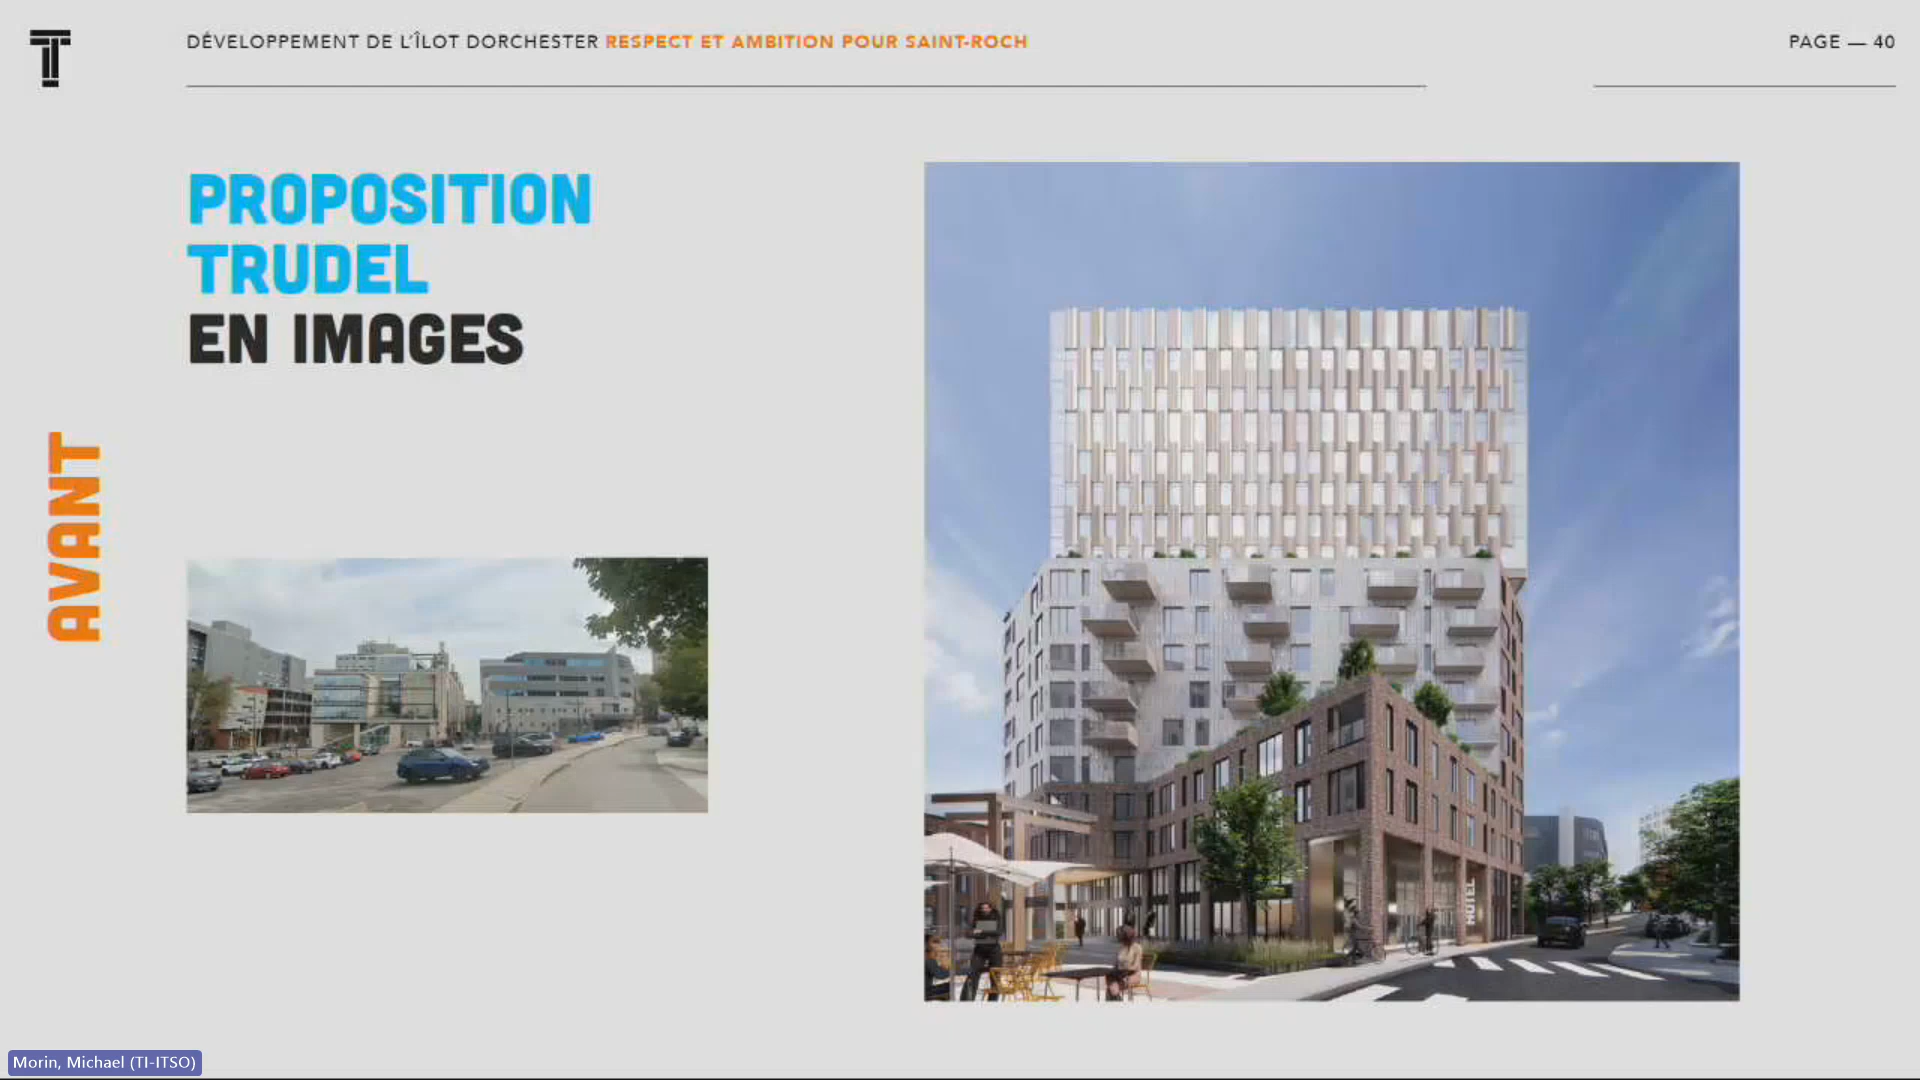 DÉVELOPPEMENT DE L'ÎLOT DORCHESTER RESPECT ET AMBITION POUR SAINT-ROCH
PAGE — 40
PROPOSITION
TRUDEL
EN IMAGES
AVANT
HOTEL
Morin, Michael (TI-ITSO)